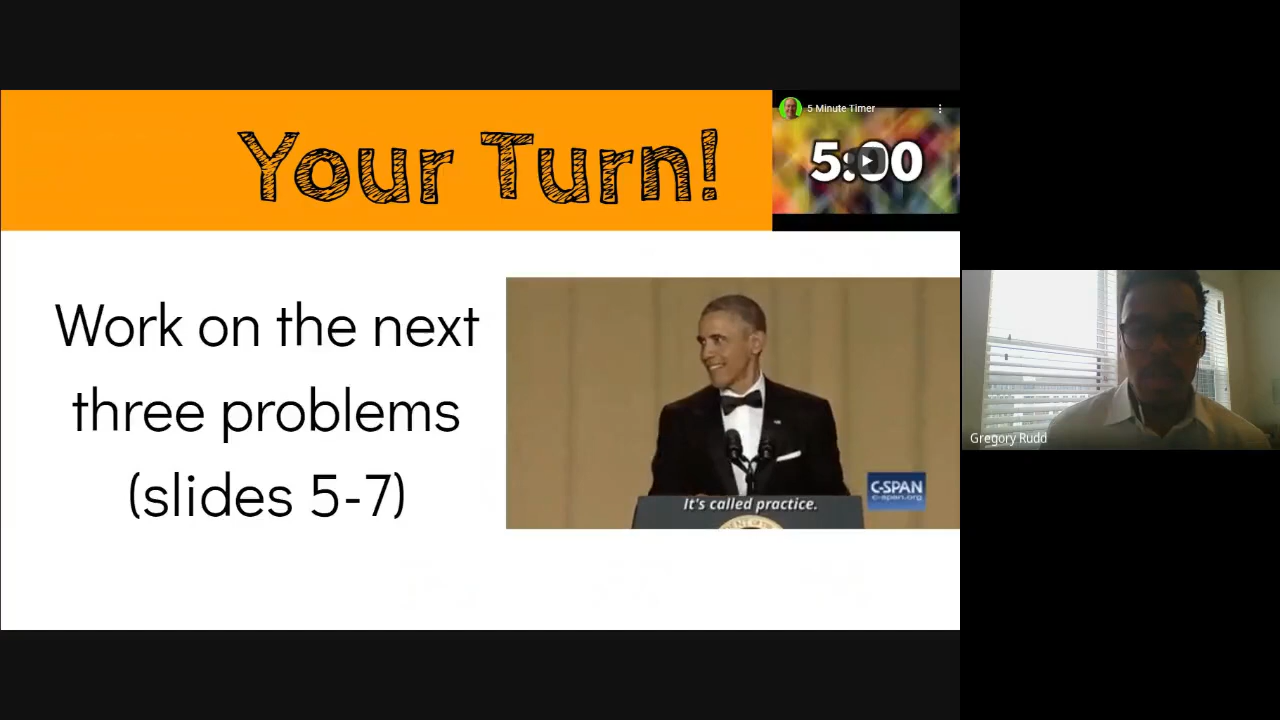 Your Turn!
5 Minute Timer
5:00
Work on the next
three problems
(slides 5-7)
C-SPAN
c-span.org
It's called practice.
Gregory Rudd